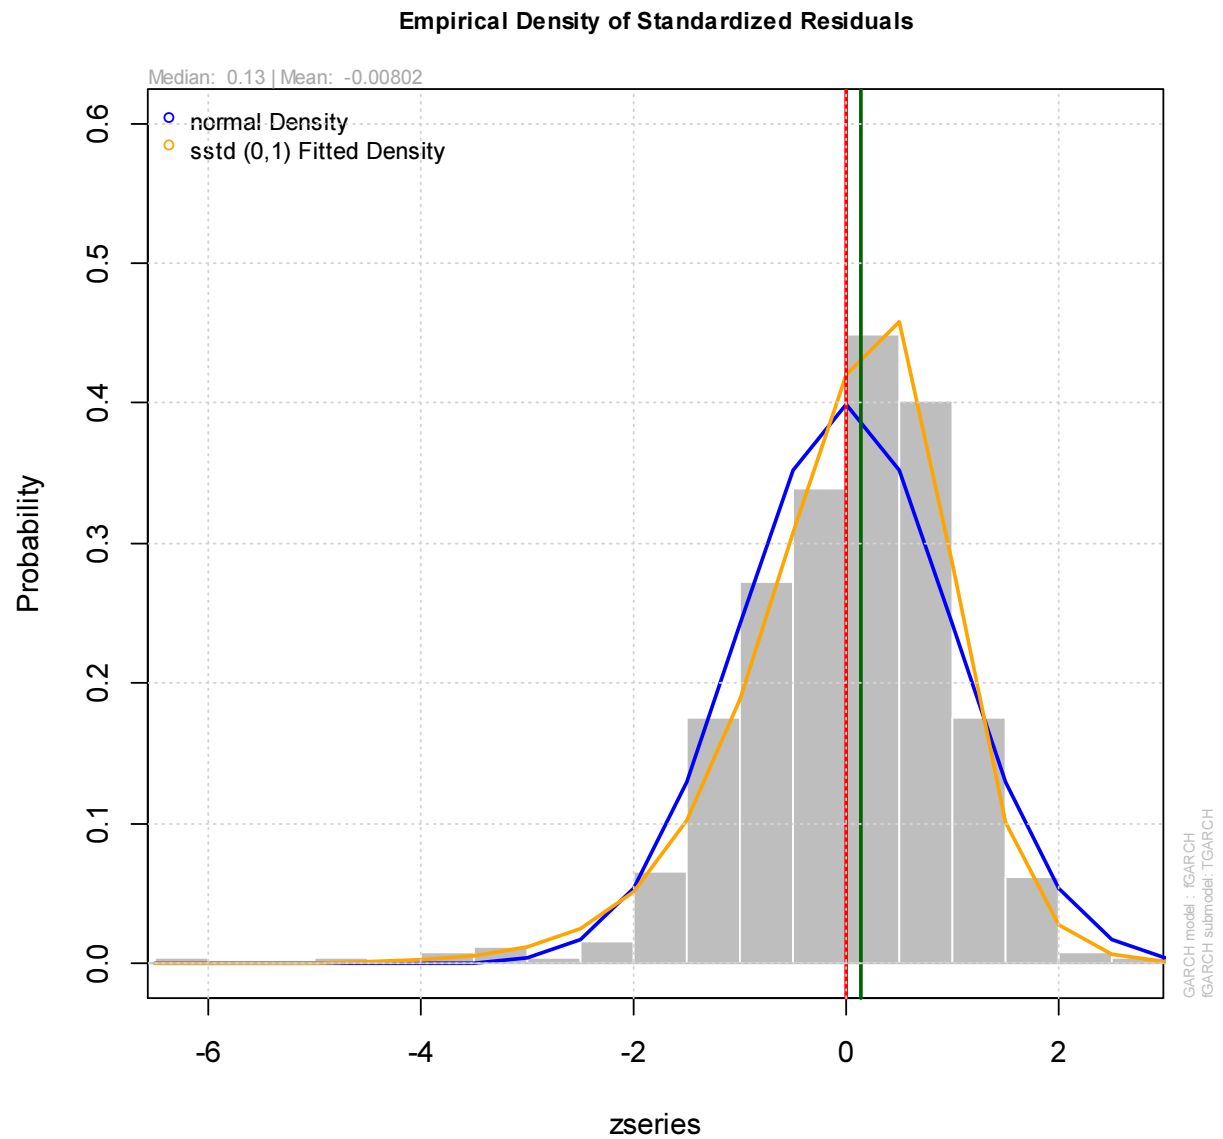 Empirical Density of Standardized Residuals
Median: 0.13 | Mean: -0.00802
normal Density
sstd (0,1) Fitted Density
0.6
0.5
0.4
0.3
0.2
0.1
0.0
Probability
-6 -4 -2 0 2
zseries
GARCH model : fGARCH
fGARCH submodel: TGARCH